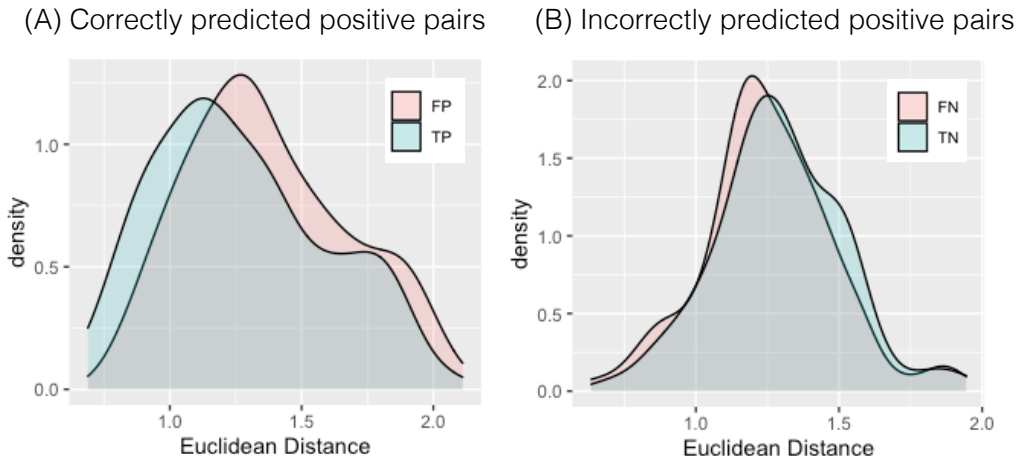 (A) Correctly predicted positive pairs
density
1.0
0.5
0.0
FP
TP
1.0 1.5 2.0
Euclidean Distance
(B) Incorrectly predicted positive pairs
density
2.0
1.5
1.0
0.5
0.0
FN
TN
1.0 1.5 2.0
Euclidean Distance